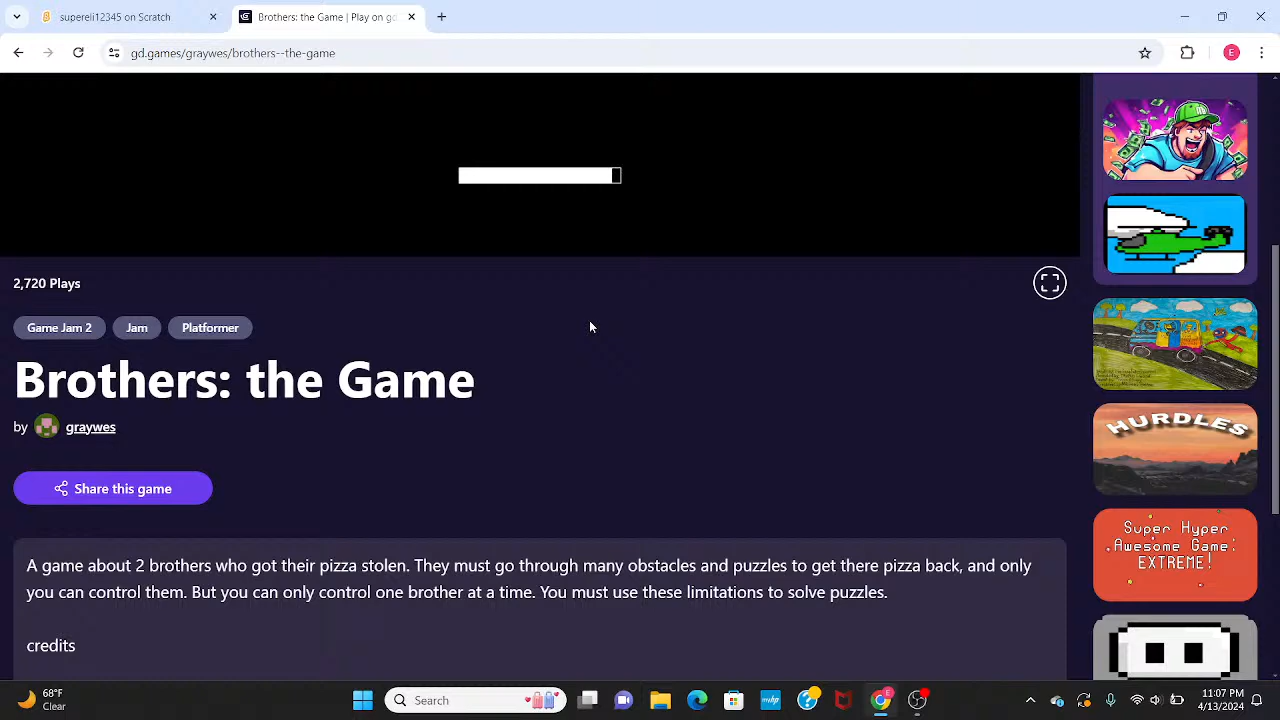 supereli12345 on Scratch
Brothers: the Game | Play on gd
gd.games/graywes/brothers--the-game
E
2,720 Plays
Game Jam 2
Jam
Platformer
Brothers: the Game
by graywes
Share this game
A game about 2 brothers who got their pizza stolen. They must go through many obstacles and puzzles to get there pizza back, and only
you can control them. But you can only control one brother at a time. You must use these limitations to solve puzzles.
credits
HURDLES
Super Hyper
Awesome Game:
EXTREME!
68°F
Clear
Search
myhp
11:07 PM
4/13/2024